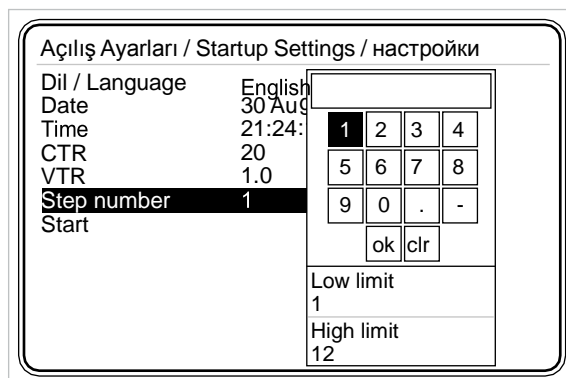 Açılış Ayarları / Startup Settings / настройки
Dil / Language English
Date 30 Aug
Time 21:24:
CTR 20
VTR 1.0
Step number 1
Start
1 2 3 4
5 6 7 8
9 0 . -
ok clr
Low limit
1
High limit
12